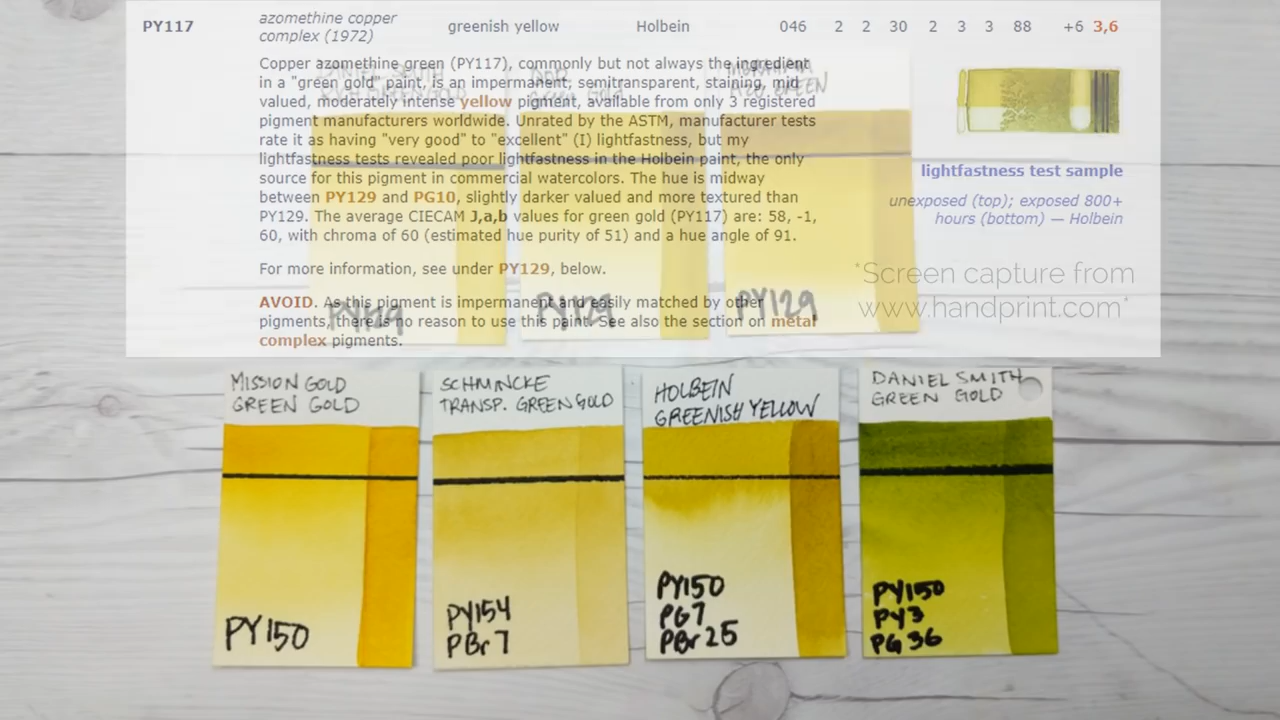 PY117 azomethine copper complex (1972) greenish yellow Holbein 046 2 2 30 2 3 3 88 +6 3,6
Copper azomethine green (PY117), commonly but not always the ingredient
in a "green gold" paint, is an impermanent; semitransparent, staining, mid
valued, moderately intense yellow pigment, available from only 3 registered
pigment manufacturers worldwide. Unrated by the ASTM, manufacturer tests
rate it as having "very good" to "excellent" (I) lightfastness, but my
lightfastness tests revealed poor lightfastness in the Holbein paint, the only
source for this pigment in commercial watercolors. The hue is midway
between PY129 and PG10, slightly darker valued and more textured than
PY129. The average CIECAM J,a,b values for green gold (PY117) are: 58, -1,
60, with chroma of 60 (estimated hue purity of 51) and a hue angle of 91.
For more information, see under PY129, below.
AVOID. As this pigment is impermanent and easily matched by other
pigments, there is no reason to use this paint. See also the section on metal
complex pigments.
lightfastness test sample
unexposed (top); exposed 800+
hours (bottom) — Holbein
"Screen capture from
www.handprint.com"
DANIEL SMITH
RICH GREEN GOLD
GREEN GOLD
GREEN
PY129
PY129
PY129
MISSION GOLD
GREEN GOLD
PY150
SCHMINCKE
TRANSP. GREEN GOLD
PY154
PBr7
HOLBEIN
GREENISH YELLOW
PY150
PG7
PBr25
DANIEL SMITH
GREEN GOLD
PY150
PY3
PG36